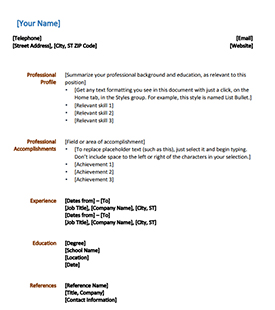 [Your Name]
[Telephone] [Email]
[Street Address], [City, ST ZIP Code] [Website]
Professional Profile
[Summarize your professional background and education, as relevant to this position]
• [Get any text formatting you see in this document with just a click, on the
Home tab, in the Styles group. For example, this style is named List Bullet.]
• [Relevant skill 1]
• [Relevant skill 2]
• [Relevant skill 3]
Professional Accomplishments
[Field or area of accomplishment]
• [To replace placeholder text (such as this), just select it and begin typing.
Don't include space to the left or right of the characters in your selection.]
• [Achievement 1]
• [Achievement 2]
• [Achievement 3]
Experience
[Dates from] – [To]
[Job Title], [Company Name], [City, ST]
[Dates from] – [To]
[Job Title], [Company Name], [City, ST]
Education
[Degree]
[School Name]
[Location]
[Date]
References
[Reference Name]
[Title, Company]
[Contact Information]